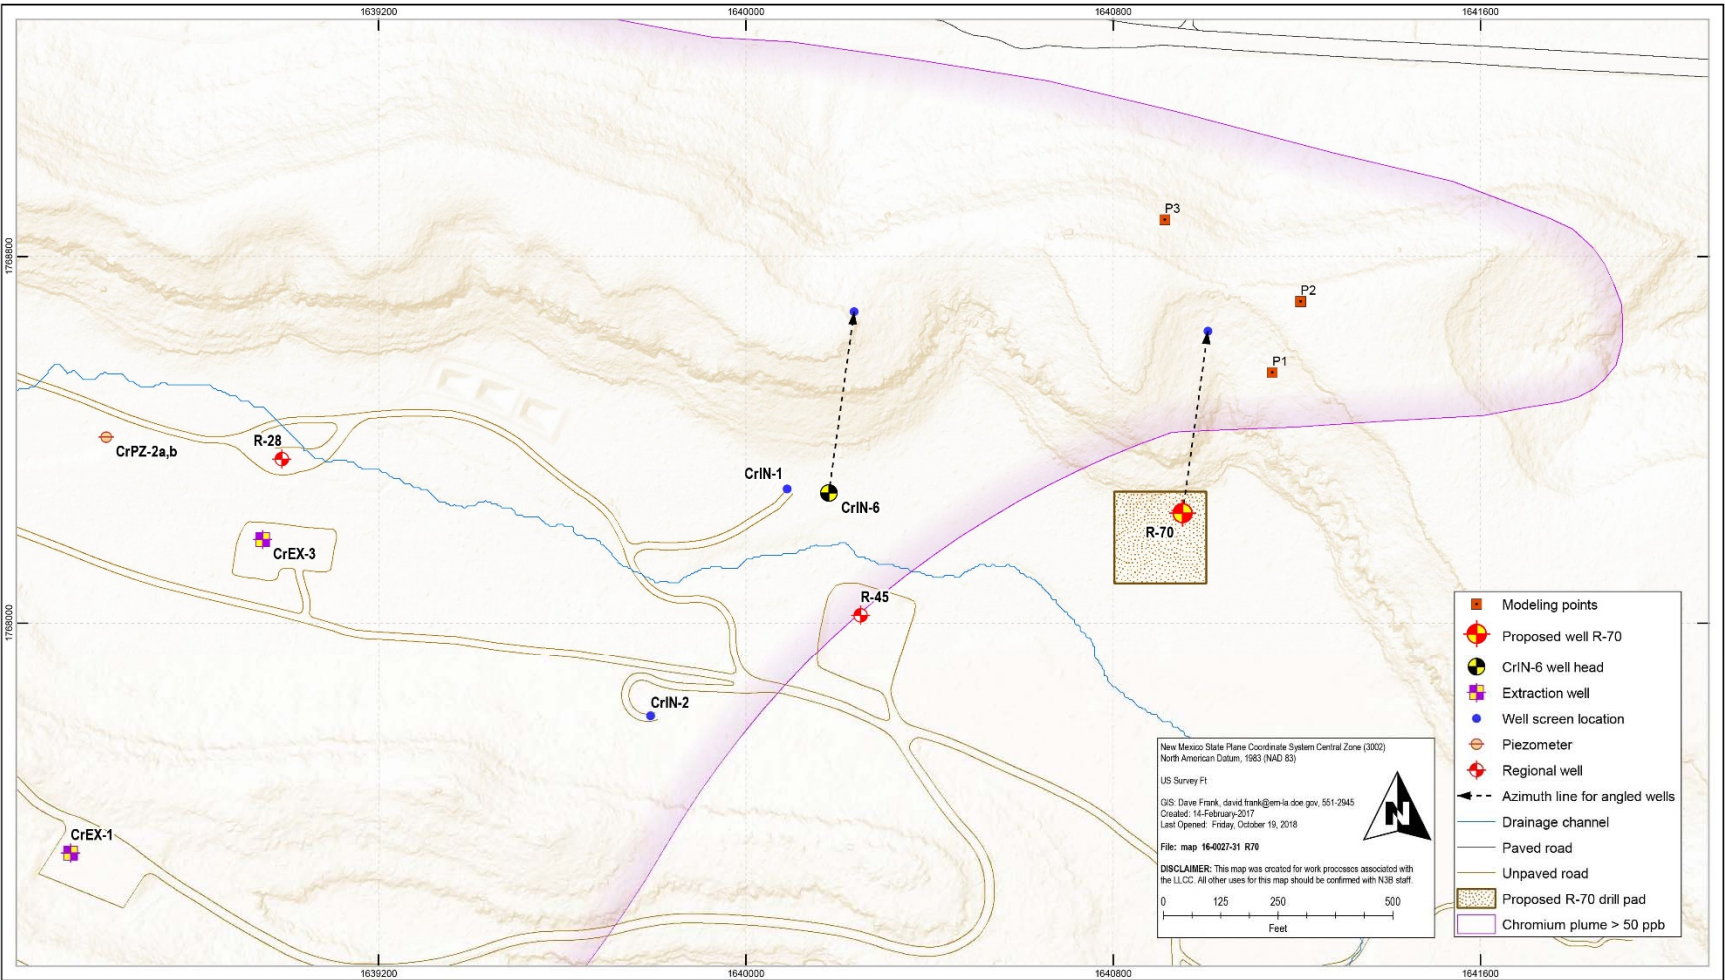 1639200
1640000
1640800
1641600
P3
1768800
1768800
P2
P1
R-28
CrPZ-2a,b
CrIN-1
CrIN-6
R-70
CrEX-3
R-45
1768000
1768000
CrIN-2
CrEX-1
Modeling points
Proposed well R-70
CrIN-6 well head
Extraction well
Well screen location
Piezometer
Regional well
Azimuth line for angled wells
Drainage channel
Paved road
Unpaved road
Proposed R-70 drill pad
Chromium plume > 50 ppb
New Mexico State Plane Coordinate System Central Zone (3002)
North American Datum, 1983 (NAD 83)
US Survey Ft
GIS: Dave Frank, david.frank@em-la.doe.gov, 551-2945
Created: 14-February-2017
Last Opened: Friday, October 19, 2018
File: map 16-0027-31 R70
DISCLAIMER: This map was created for work processes associated with
the LLCC. All other uses for this map should be confirmed with N3B staff.
N
0 125 250 500
Feet
1639200
1640000
1640800
1641600